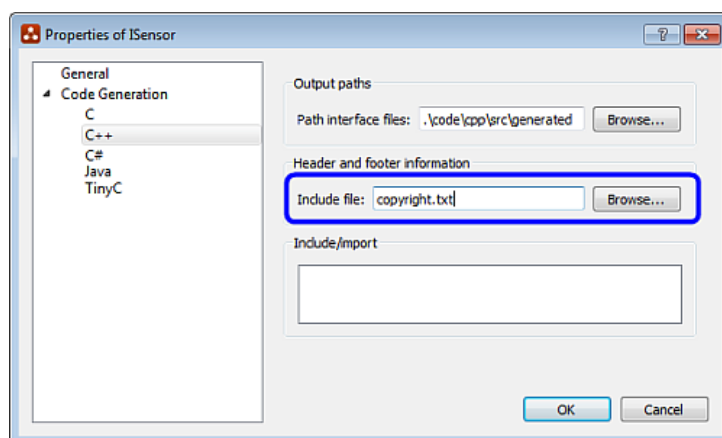 Properties of ISensor
General
Code Generation
C
C++
C#
Java
TinyC
Output paths
Path interface files: .\code\cpp\src\generated Browse...
Header and footer information
Include file: copyright.txt Browse...
Include/import
OK Cancel